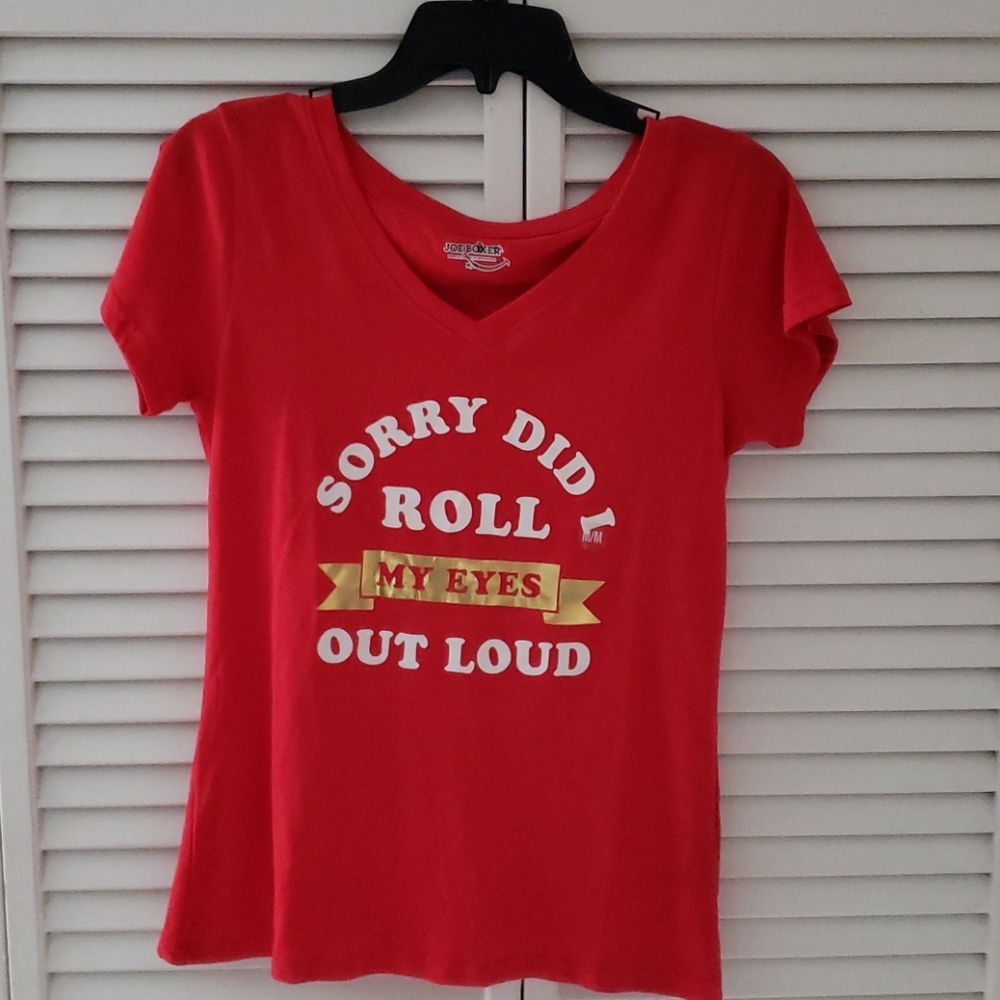 JOE BOXER
SORRY DID I
ROLL
M/M
MY EYES
OUT LOUD